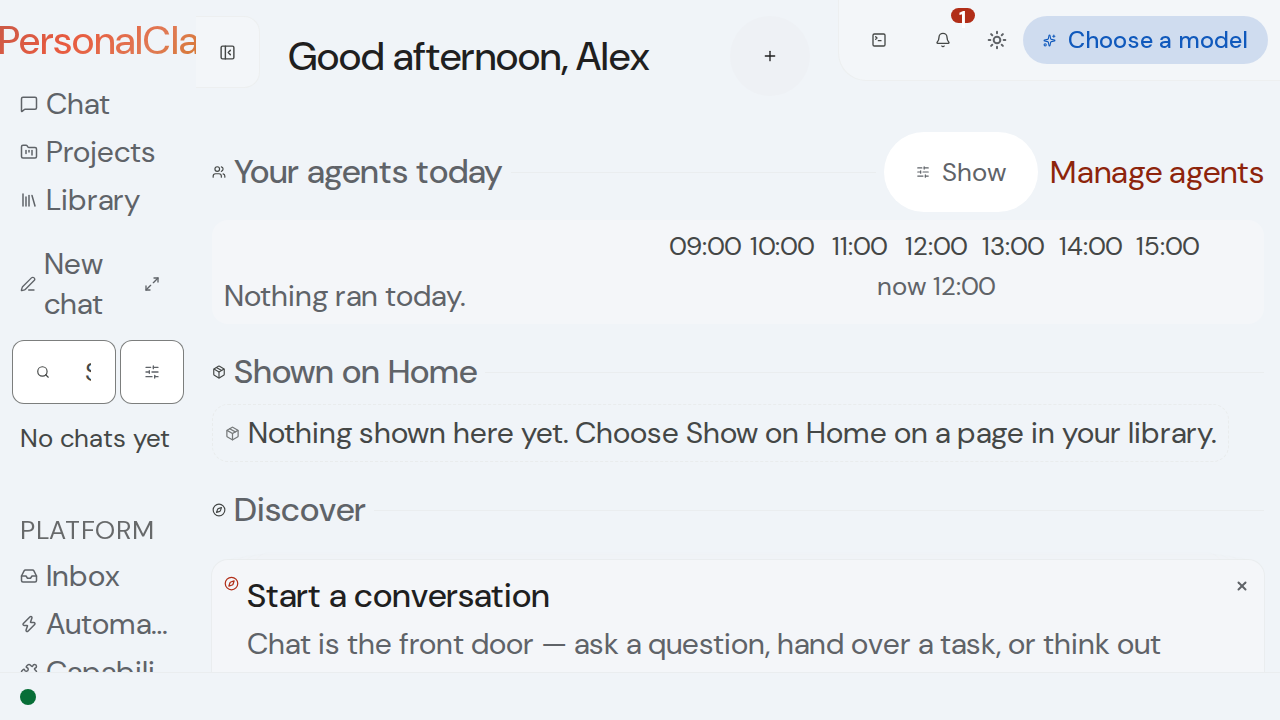 PersonalCla
Chat
Projects
Library
New
chat
No chats yet
PLATFORM
Inbox
Automa...
Capabili
Good afternoon, Alex
1
Choose a model
Your agents today
Show
Manage agents
09:00 10:00 11:00 12:00 13:00 14:00 15:00
now 12:00
Nothing ran today.
Shown on Home
Nothing shown here yet. Choose Show on Home on a page in your library.
Discover
Start a conversation
Chat is the front door — ask a question, hand over a task, or think out